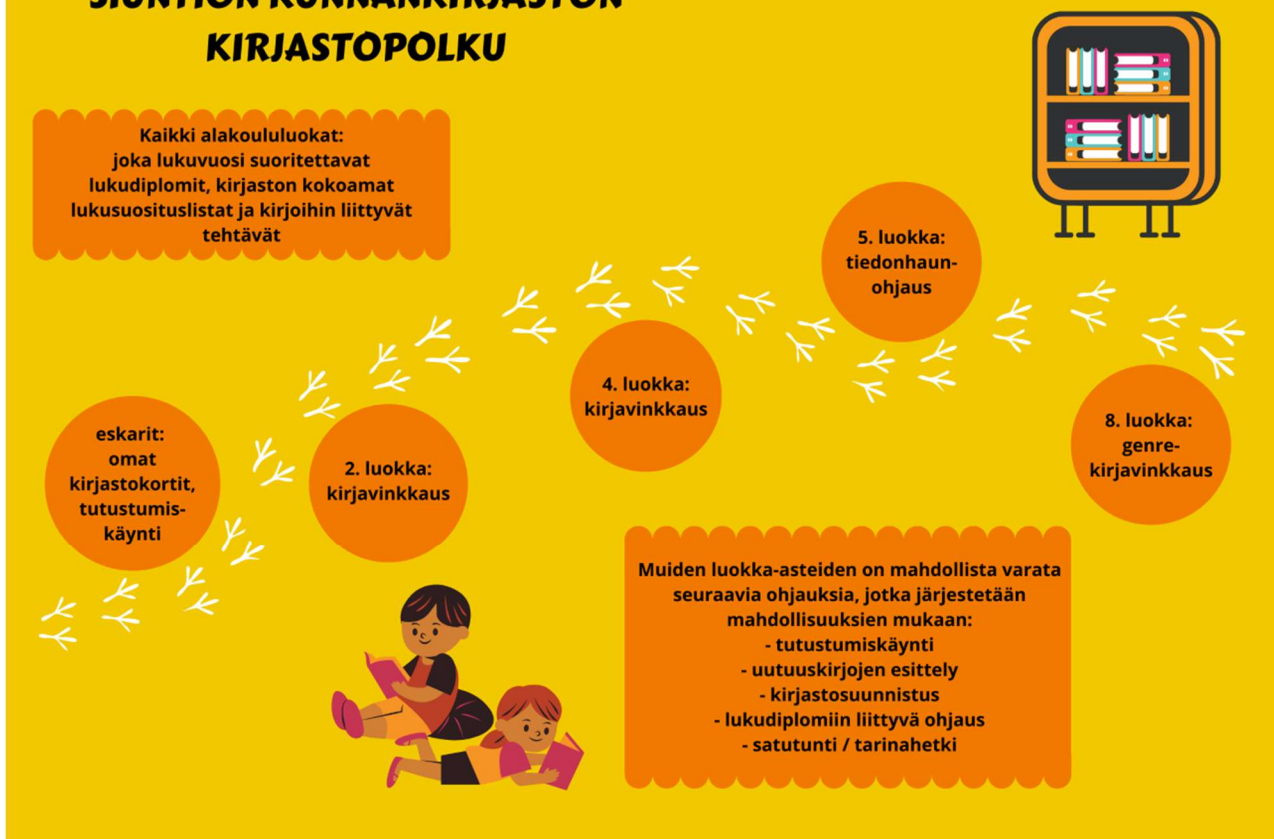 SIUNTION KUNNANKIRJASTON
KIRJASTOPOLKU
Kaikki alakoululuokat:
joka lukuvuosi suoritettavat
lukudiplomit, kirjaston kokoamat
lukusuosituslistat ja kirjoihin liittyvät
tehtävät
eskarit:
omat
kirjastokortit,
tutustumis-
käynti
2. luokka:
kirjavinkkaus
4. luokka:
kirjavinkkaus
5. luokka:
tiedonhaun-
ohjaus
8. luokka:
genre-
kirjavinkkaus
Muiden luokka-asteiden on mahdollista varata
seuraavia ohjauksia, jotka järjestetään
mahdollisuuksien mukaan:
- tutustumiskäynti
- uutuuskirjojen esittely
- kirjastosuunnistus
- lukudiplomiin liittyvä ohjaus
- satutunti / tarinahetki